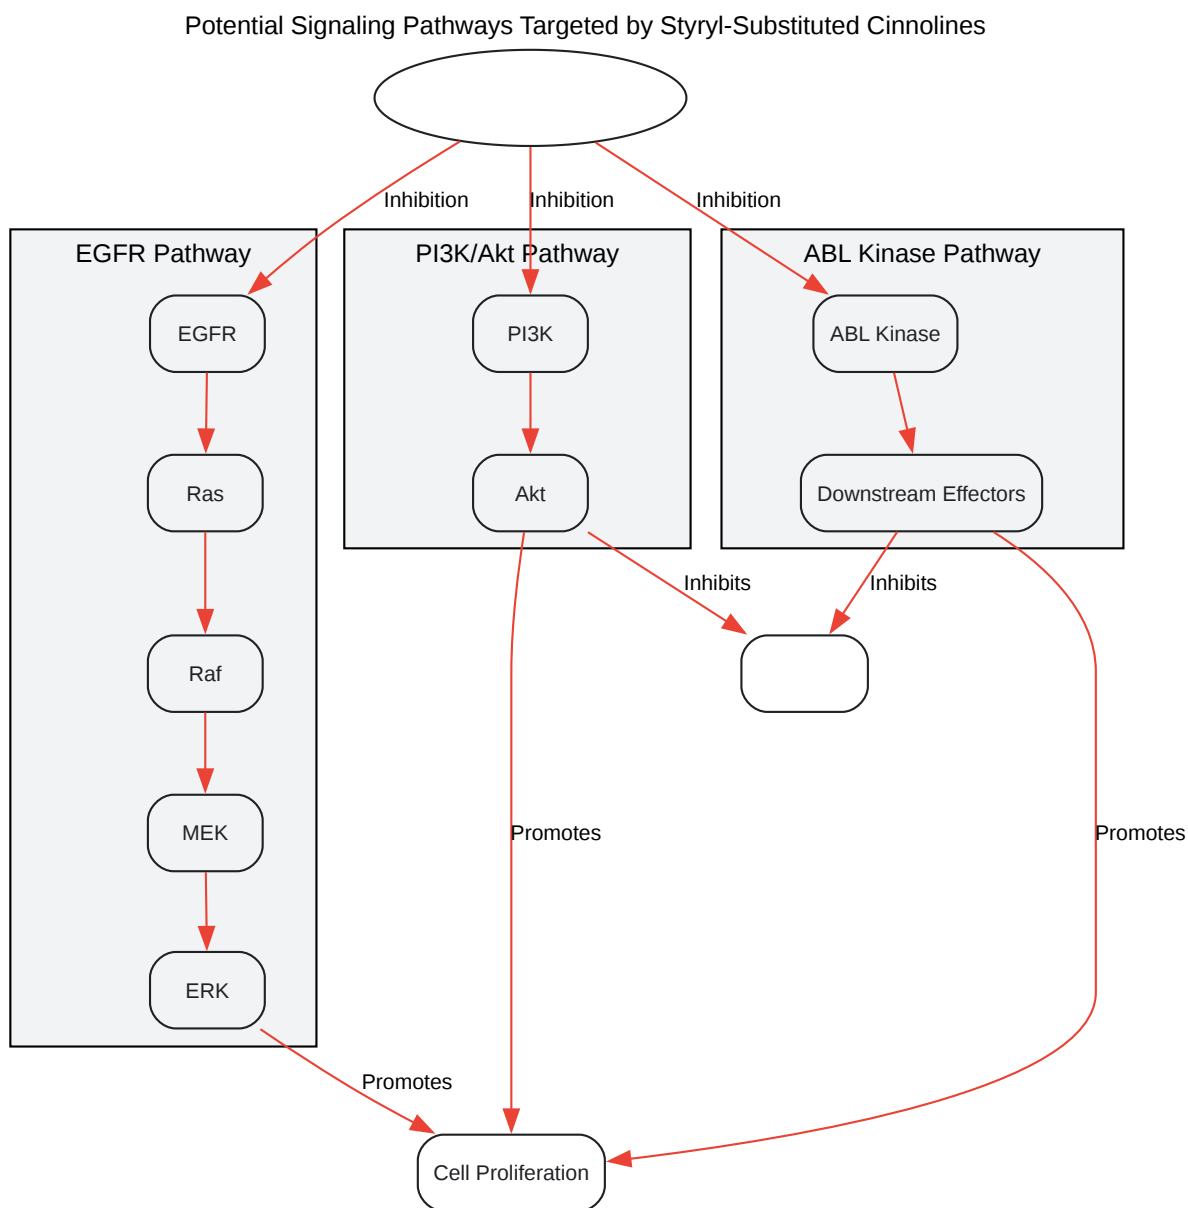 Potential Signaling Pathways Targeted by Styryl-Substituted Cinnolines
Inhibition
Inhibition
Inhibition
EGFR Pathway
PI3K/Akt Pathway
ABL Kinase Pathway
EGFR
PI3K
ABL Kinase
Ras
Akt
Downstream Effectors
Inhibits
Inhibits
Raf
MEK
Promotes
Promotes
ERK
Promotes
Cell Proliferation